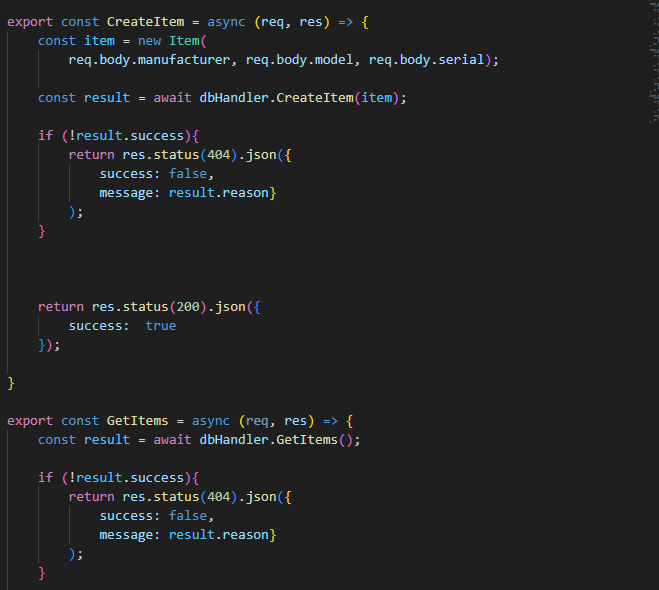 export const CreateItem = async (req, res) => {
    const item = new Item(
        req.body.manufacturer, req.body.model, req.body.serial);
    const result = await dbHandler.CreateItem(item);
    if (!result.success){
        return res.status(404).json({
            success: false,
            message: result.reason}
        );
    }
    return res.status(200).json({
        success:  true
    });
}
export const GetItems = async (req, res) => {
    const result = await dbHandler.GetItems();
    if (!result.success){
        return res.status(404).json({
            success: false,
            message: result.reason}
        );
    }